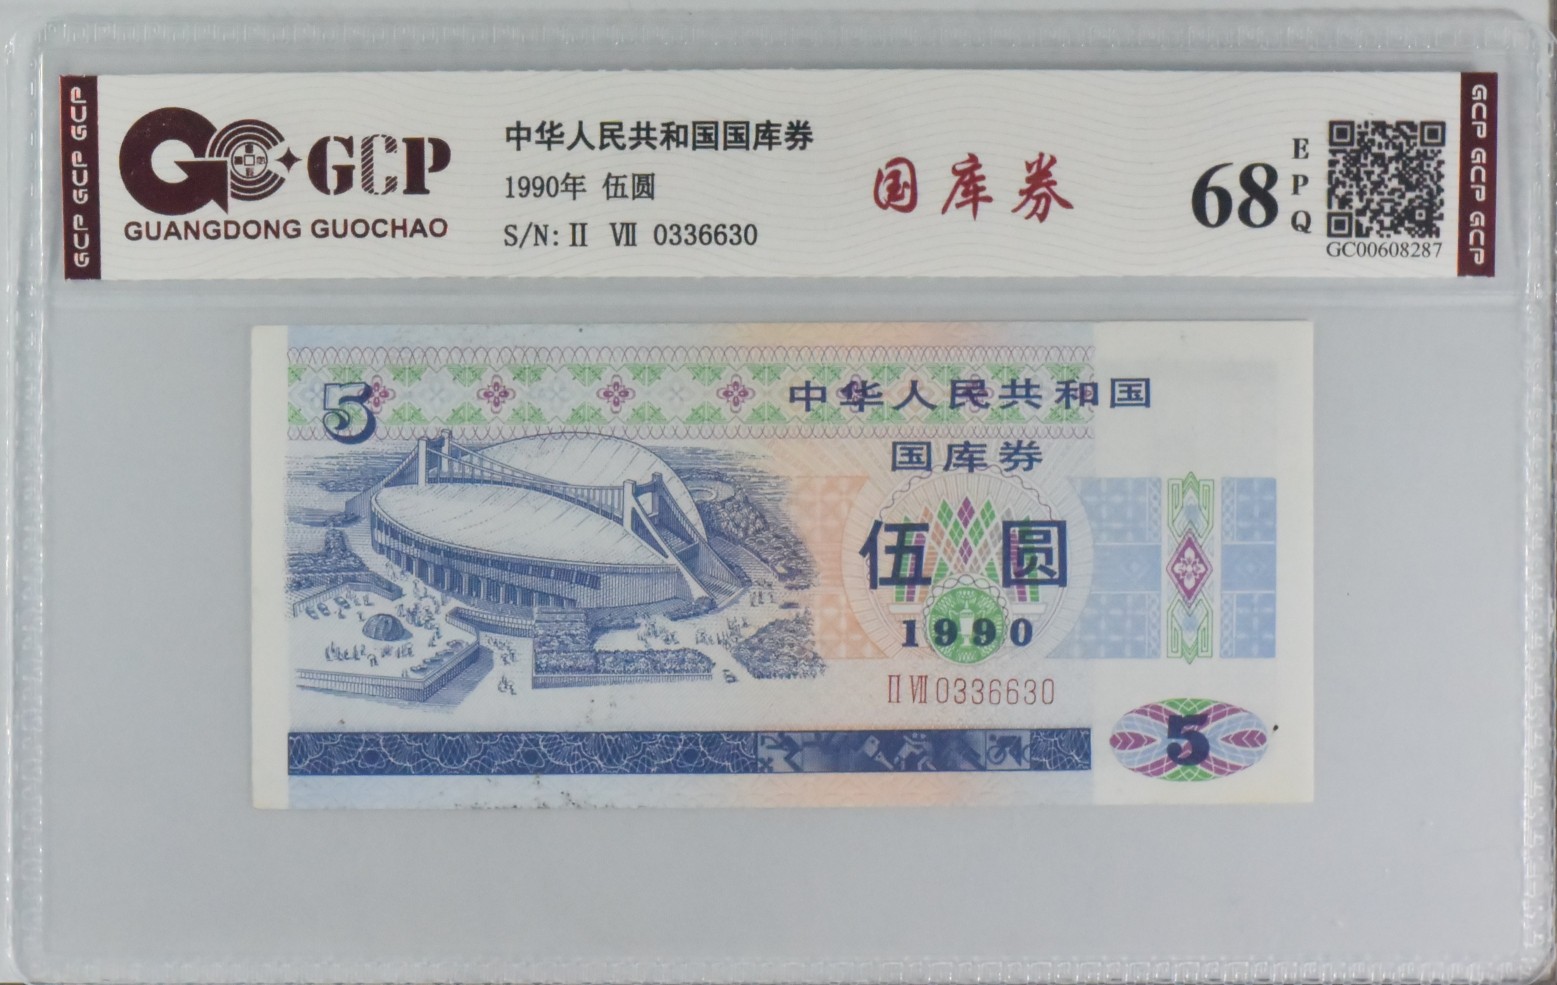 GCP GCP GCP
GCP
GUANGDONG GUOCHAO
中华人民共和国国库券
1990年 伍圆
S/N: II VII 0336630
国库券
68
EPQ
GC00608287
GCP GCP GCP
5
中华人民共和国
国库券
伍圆
1990
II VII 0336630
5